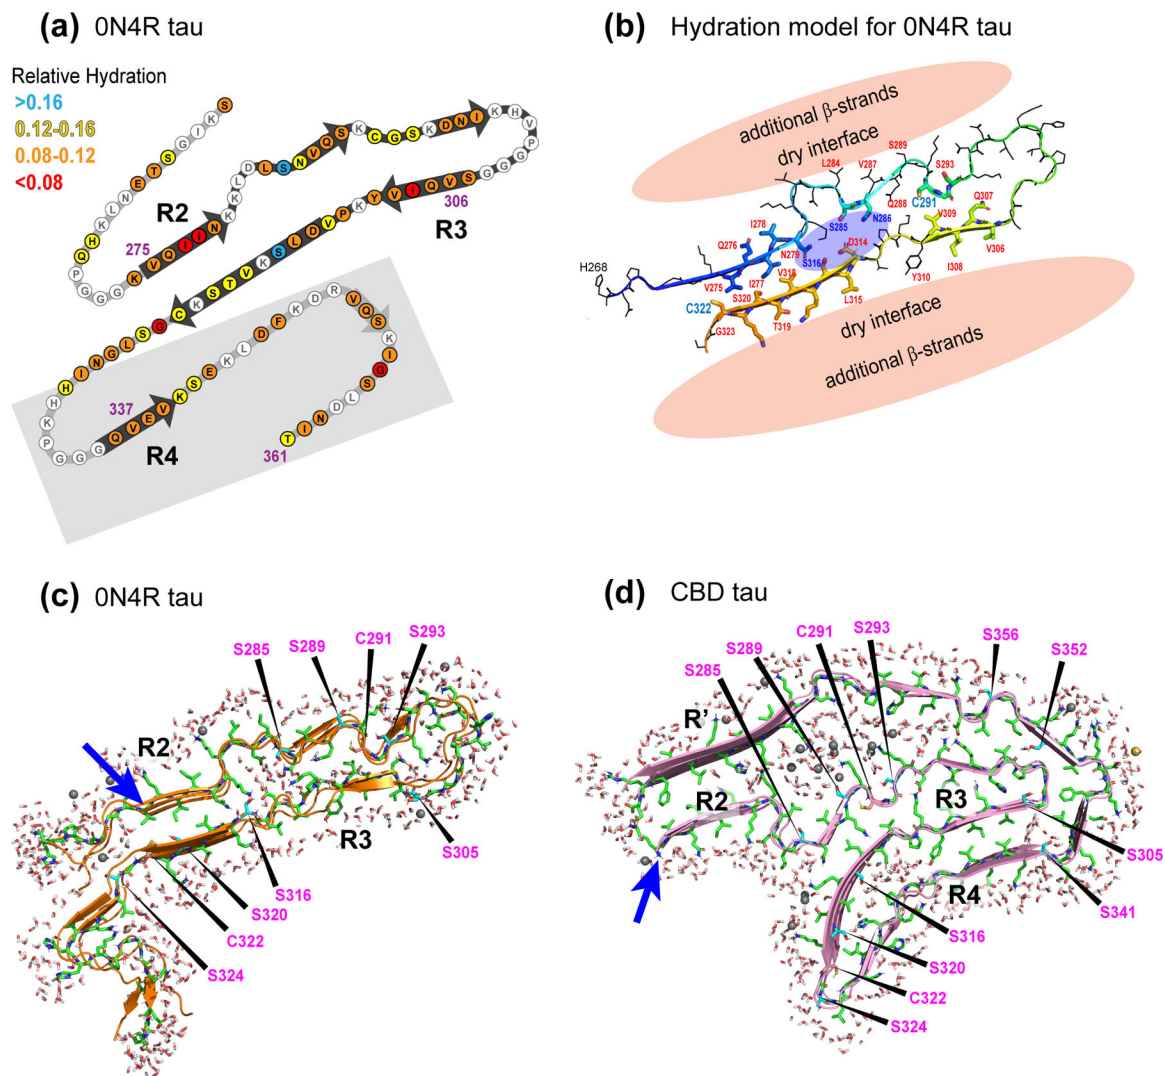 (a) 0N4R tau
Relative Hydration
>0.16
0.12-0.16
0.08-0.12
<0.08
S K I G S T E N L K H Q P G G G
K V Q I I N K K L D L S N V Q S K C G S K D N I K H V P G G G
S V Q I V Y K P V D L S K V T S K C G S L G N I H H K P G G G
Q V E V K S E K L D F K D R V Q S K I G S L D N I T
R2
275
306
R3
337
R4
361
(b) Hydration model for 0N4R tau
additional β-strands
dry interface
S289
V287
L284
S293
Q288
C291
Q307
V309
I278
S285
N286
Q276
N279
S316
D314
V306
H268
V318
I308
V275
I277
Y310
S320
L315
C322
T319
G323
dry interface
additional β-strands
(c) 0N4R tau
S293
C291
S289
S285
R2
R3
S305
S316
S320
C322
S324
(d) CBD tau
C291
S293
S356
S289
S352
S285
R'
R2
R3
S305
R4
S341
S316
S320
C322
S324